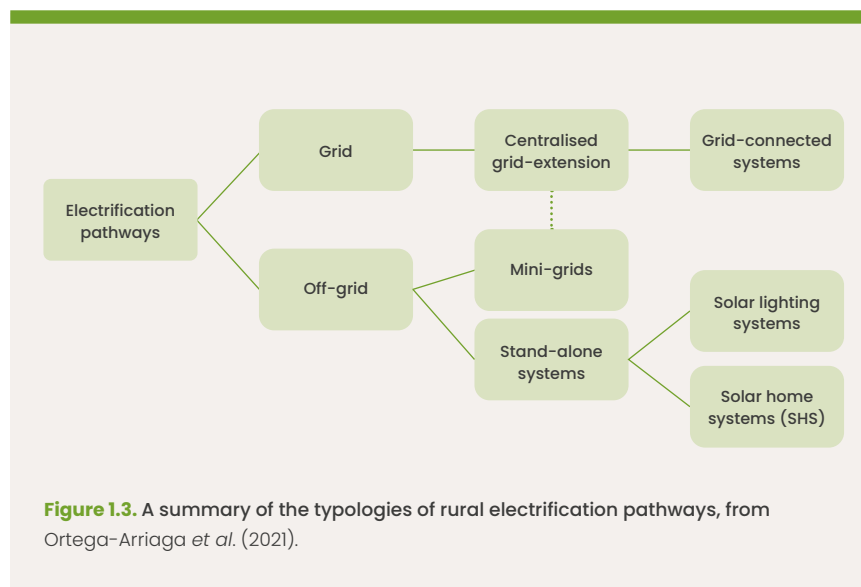 Electrification
pathways
Grid
Off-grid
Centralised
grid-extension
Mini-grids
Stand-alone
systems
Grid-connected
systems
Solar lighting
systems
Solar home
systems (SHS)
Figure 1.3. A summary of the typologies of rural electrification pathways, from
Ortega-Arriaga et al. (2021).